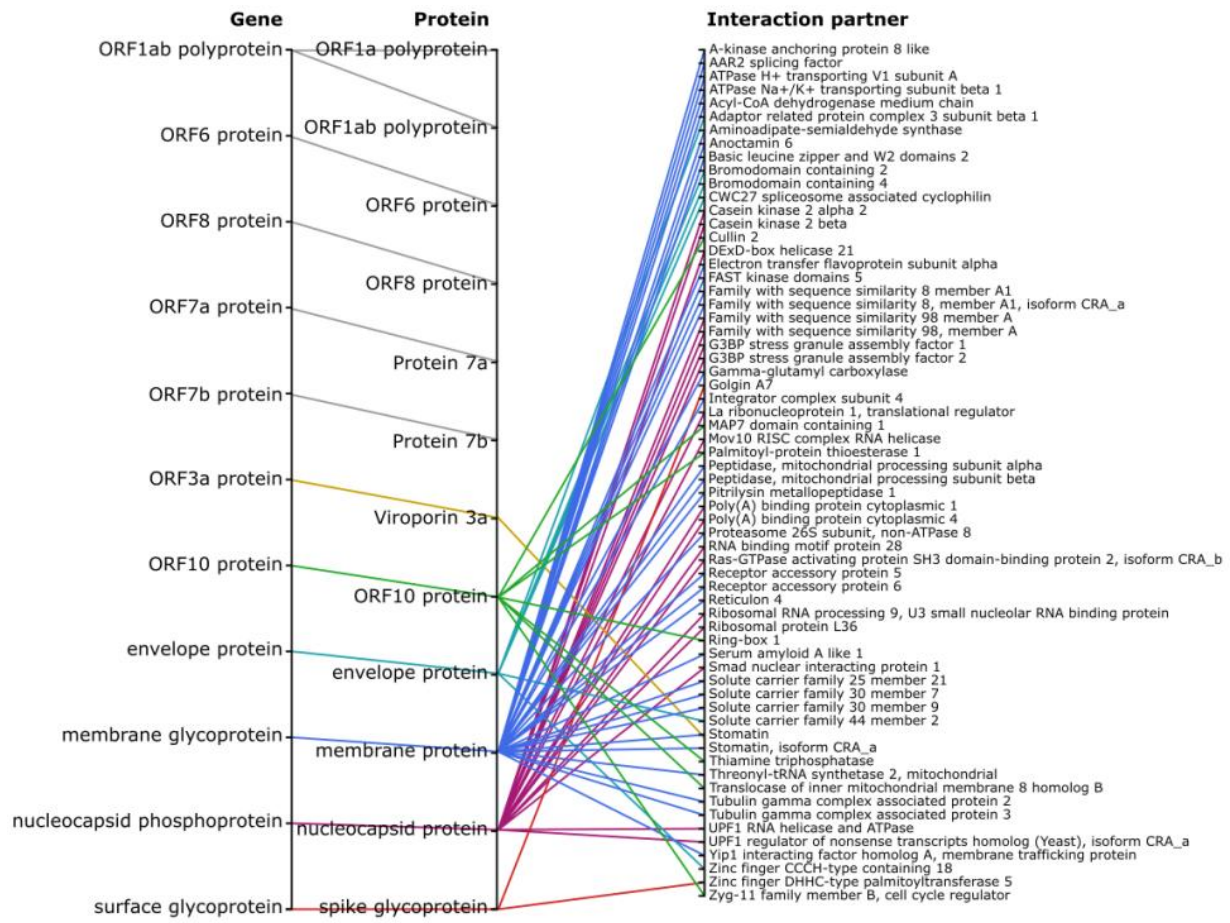 Gene
Protein
Interaction partner
ORF1ab polyprotein
ORF6 protein
ORF8 protein
ORF7a protein
ORF7b protein
ORF3a protein
ORF10 protein
envelope protein
membrane glycoprotein
nucleocapsid phosphoprotein
surface glycoprotein
ORF1a protein
ORF1ab polyprotein
ORF6 protein
ORF8 protein
Protein 7a
Protein 7b
Viroporin 3a
ORF10 protein
envelope protein
membrane protein
nucleocapsid protein
spike glycoprotein
A-kinase anchoring protein 8 like
AAR2 splicing factor
ATPase H+ transporting V1 subunit A
ATPase Na+/K+ transporting subunit beta 1
Acyl-CoA dehydrogenase medium chain
Adaptor related protein complex 3 subunit beta 1
Aminoadipate-semialdehyde synthase
Anoctamin 6
Basic leucine zipper and W2 domains 2
Bromodomain containing 2
Bromodomain containing 4
CWC27 spliceosome associated cyclophilin
Casein kinase 2 alpha 2
Casein kinase 2 beta
Cullin 2
DExD-box helicase 21
Electron transfer flavoprotein subunit alpha
FAST kinase domains 5
Family with sequence similarity 8 member A1
Family with sequence similarity 8, member A1, isoform CRA_a
Family with sequence similarity 98 member A
Family with sequence similarity 98, member A
G3BP stress granule assembly factor 1
G3BP stress granule assembly factor 2
Gamma-glutamyl carboxylase
Golgin A7
Integrator complex subunit 4
La ribonucleoprotein 1, translational regulator
MAP7 domain containing 1
Mov10 RISC complex RNA helicase
Palmitoyl-protein thioesterase 1
Peptidase, mitochondrial processing subunit alpha
Peptidase, mitochondrial processing subunit beta
Pitrilysin metallopeptidase 1
Poly(A) binding protein cytoplasmic 1
Poly(A) binding protein cytoplasmic 4
Proteasome 26S subunit, non-ATPase 8
RNA binding motif protein 28
Ras-GTPase activating protein SH3 domain-binding protein 2, isoform CRA_b
Receptor accessory protein 5
Receptor accessory protein 6
Reticulon 4
Ribosomal RNA processing 9, U3 small nucleolar RNA binding protein
Ribosomal protein L36
Ring-box 1
Serum amyloid A like 1
Smad nuclear interacting protein 1
Solute carrier family 25 member 21
Solute carrier family 30 member 7
Solute carrier family 30 member 9
Solute carrier family 44 member 2
Stomatin
Stomatin, isoform CRA_a
Thiamine triphosphatase
Threonyl-tRNA synthetase 2, mitochondrial
Translocase of inner mitochondrial membrane 8 homolog B
Tubulin gamma complex associated protein 2
Tubulin gamma complex associated protein 3
UPF1 RNA helicase and ATPase
UPF1 regulator of nonsense transcripts homolog (Yeast), isoform CRA_a
Yip1 interacting factor homolog A, membrane trafficking protein
Zinc finger CCCH-type containing 18
Zinc finger DHHC-type palmitoyltransferase 5
Zyg-11 family member B, cell cycle regulator